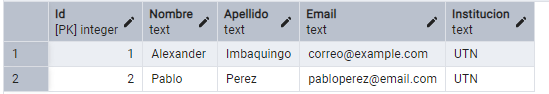 Id Nombre Apellido Email Institucion
[PK] integer text text text text
1 1 Alexander Imbaquingo correo@example.com UTN
2 2 Pablo Perez pabloperez@email.com UTN